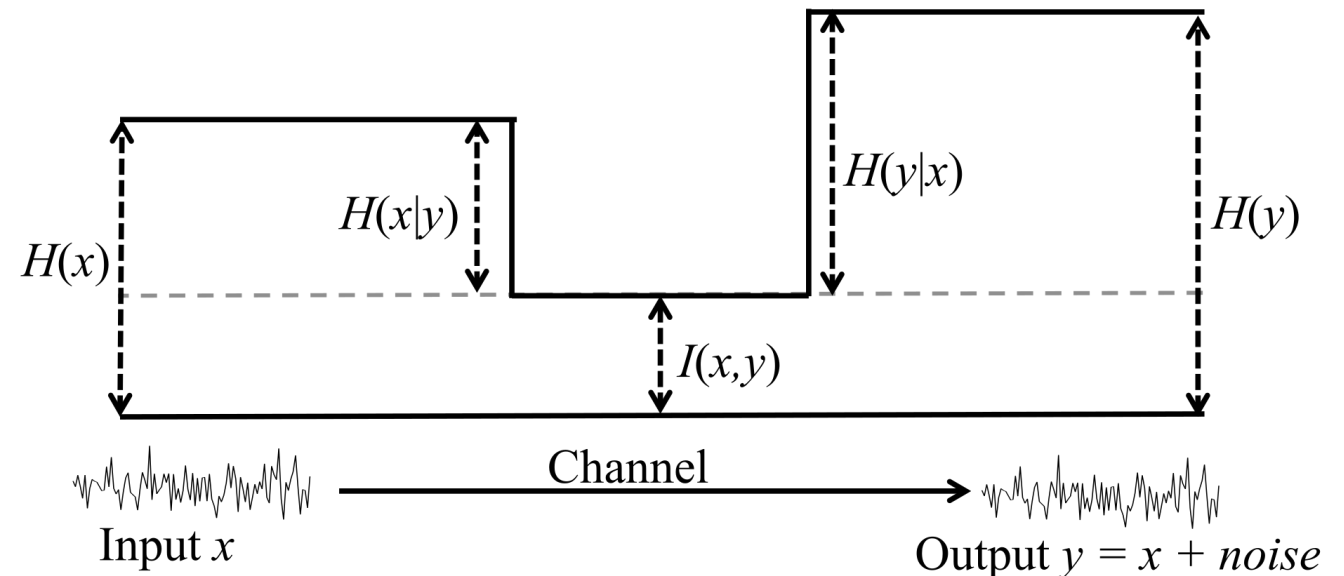 H(y|x)
H(x|y)
H(y)
H(x)
I(x,y)
Channel
Input x
Output y = x + noise